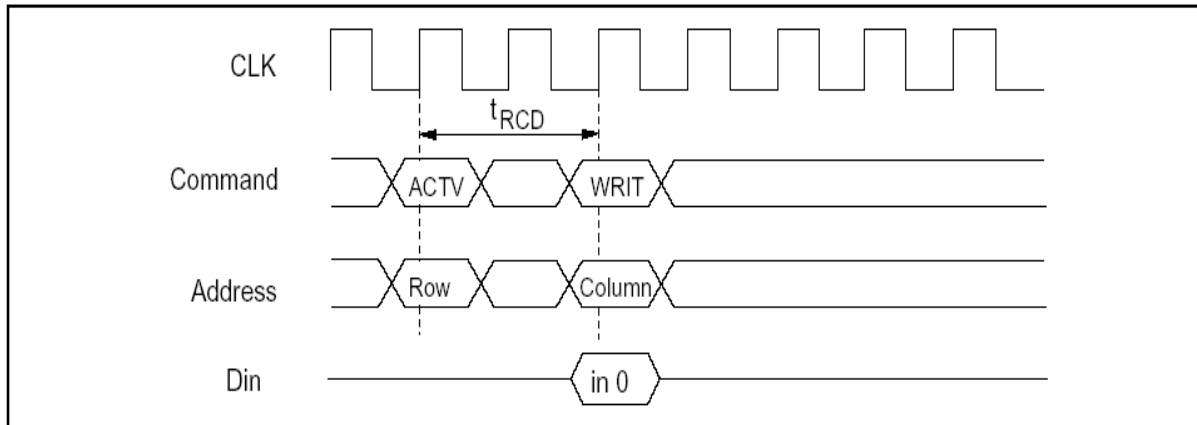 CLK
tRCD
Command
ACTV
WRIT
Address
Row
Column
Din
in 0